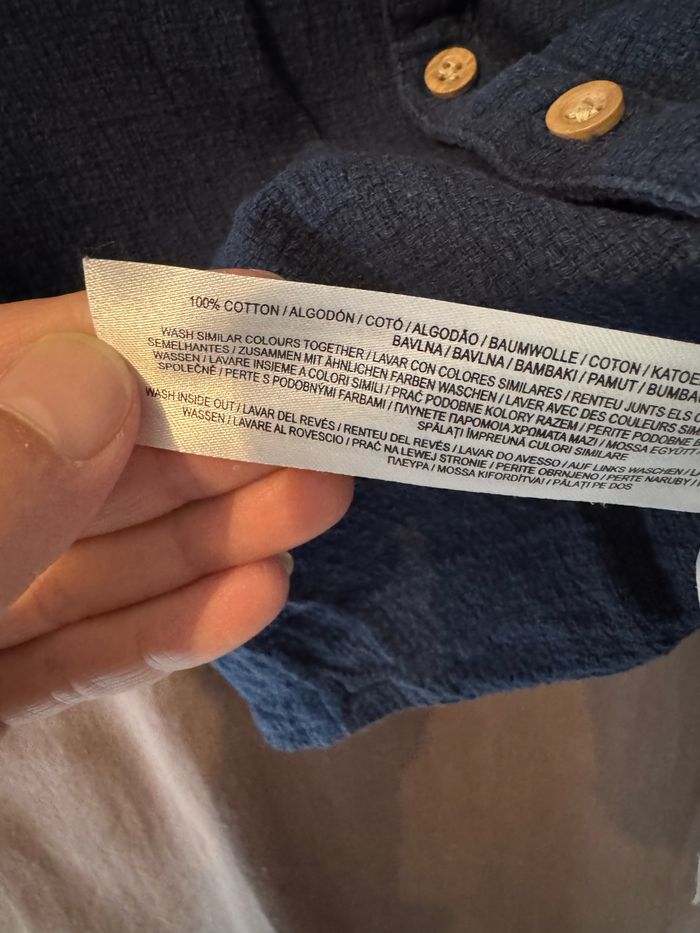 100% COTTON / ALGODÓN / COTÓ / ALGODÃO / BAUMWOLLE / COTON / KATOE
BAVLNA / BAVLNA / BAMBAKI / PAMUT / BUMBA
WASH SIMILAR COLOURS TOGETHER / LAVAR CON COLORES SIMILARES / RENTEU JUNTS ELS
SEMELHANTES / ZUSAMMEN MIT ÄHNLICHEN FARBEN WASCHEN / LAVER AVEC DES COULEURS SIM
WASSEN / LAVARE INSIEME A COLORI SIMILI / PRAĆ PODOBNE KOLORY RAZEM / PERITE PODOBNE
SPOLEČNĚ / PERTE S PODOBNÝMI FARBAMI / ΠΛΥΝΕΤΕ ΠΑΡΟΜΟΙΑ ΧΡΩΜΑΤΑ ΜΑΖΙ / MOSSA EGYÜTT
SPĂLAȚI ÎMPREUNĂ CULORI SIMILARE
WASH INSIDE OUT / LAVAR DEL REVÉS / RENTEU DEL REVÉS / LAVAR DO AVESSO / AUF LINKS WASCHEN /
WASSEN / LAVARE AL ROVESCIO / PRAĆ NA LEWEJ STRONIE / PERITE OBRNJENO / PERTE NARUBY /
ΠΛΕΥΡΑ / MOSSA KIFORDÍTVA! / PĂLAȚI PE DOS